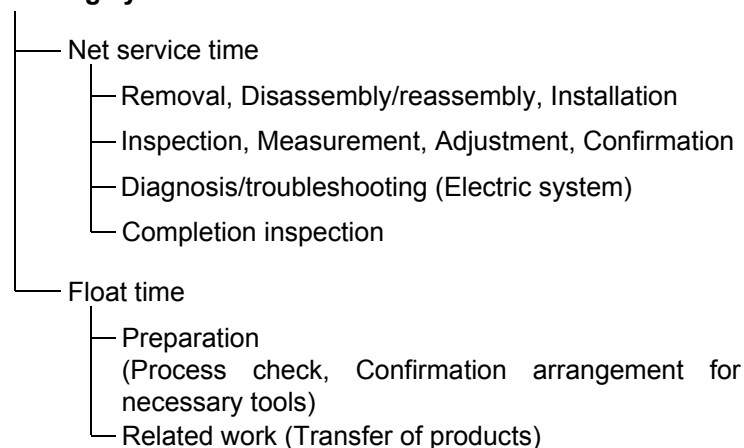 Net service time
Removal, Disassembly/reassembly, Installation
Inspection, Measurement, Adjustment, Confirmation
Diagnosis/troubleshooting (Electric system)
Completion inspection
Float time
Preparation
(Process check, Confirmation arrangement for
necessary tools)
Related work (Transfer of products)